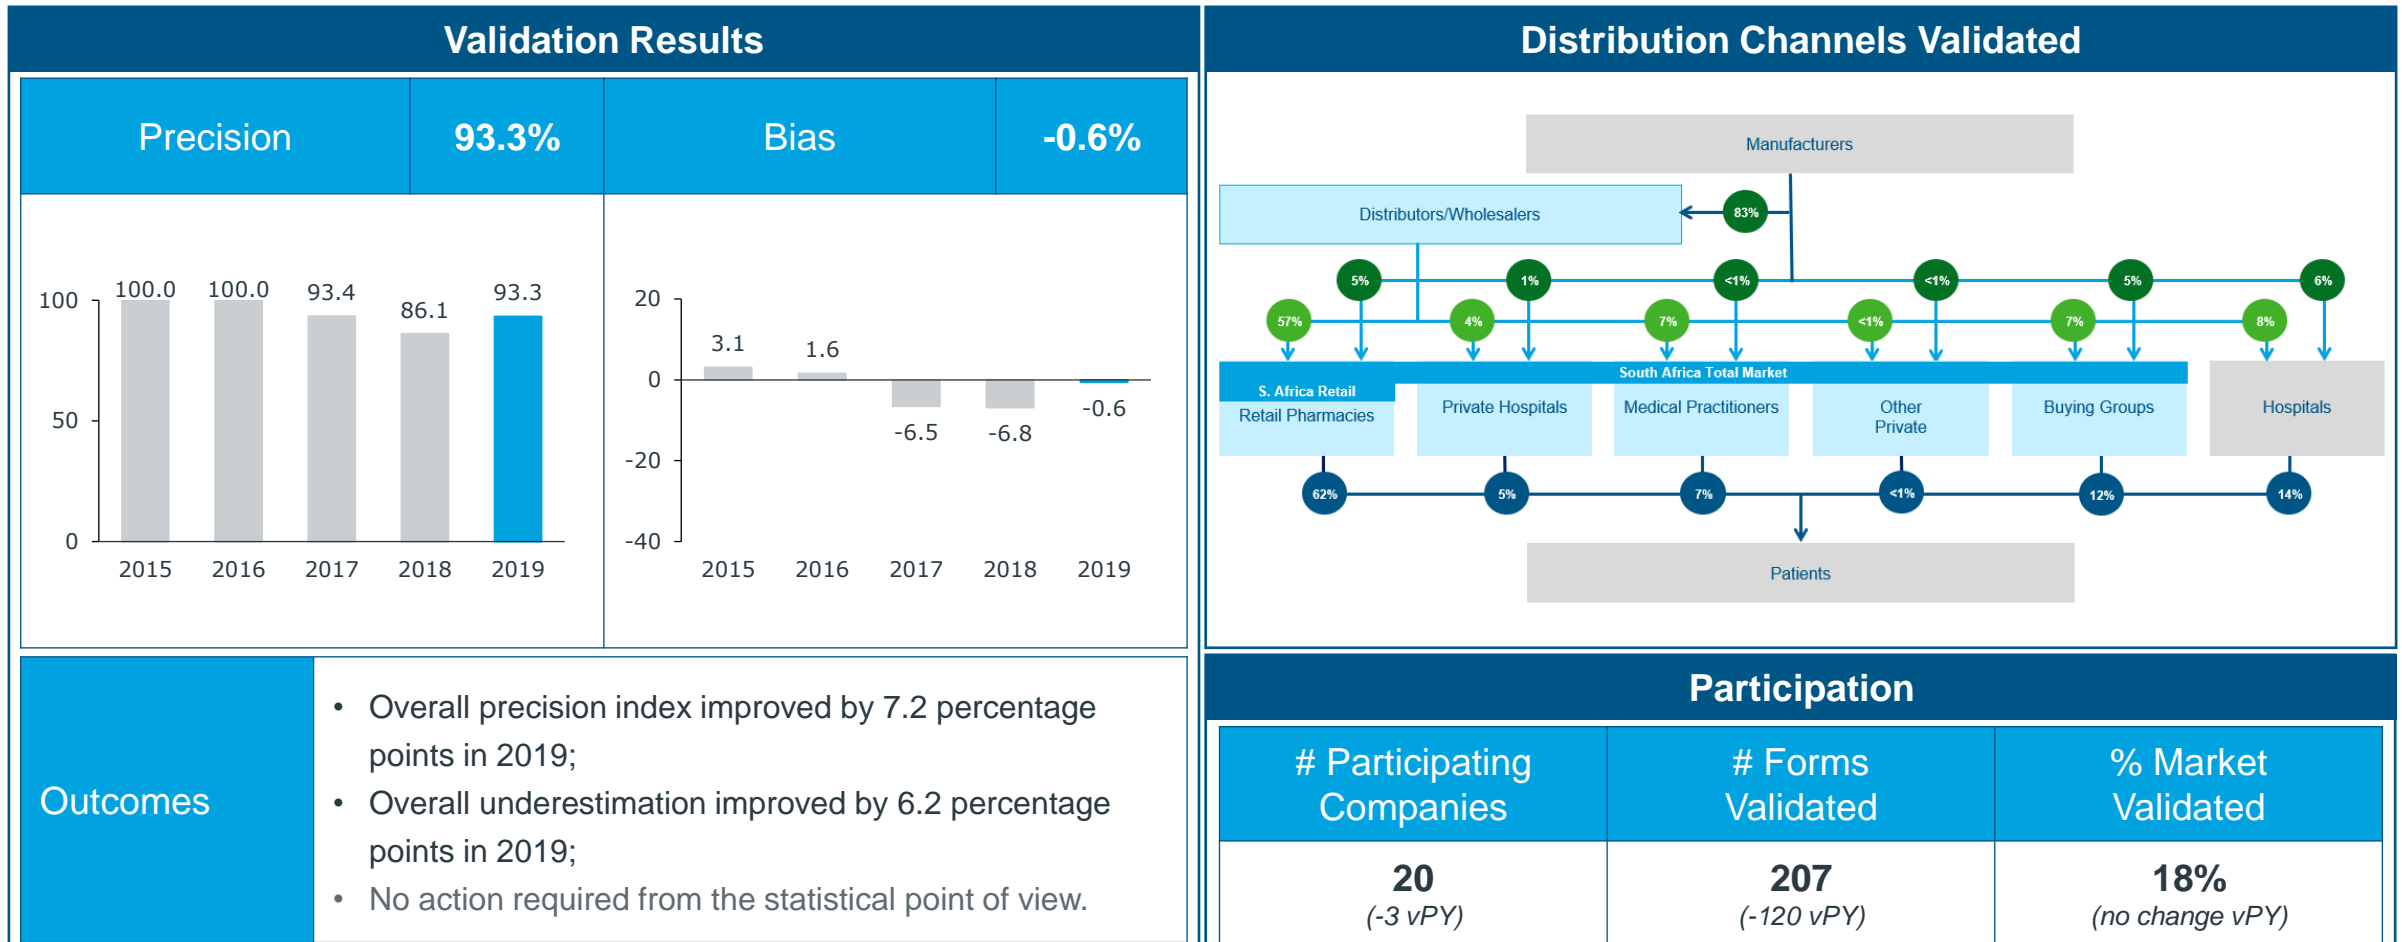 Validation Results
Precision
93.3%
Bias
-0.6%
100
50
0
100.0
100.0
93.4
86.1
93.3
2015
2016
2017
2018
2019
20
0
-20
-40
3.1
1.6
-6.5
-6.8
-0.6
2015
2016
2017
2018
2019
Outcomes
• Overall precision index improved by 7.2 percentage
points in 2019;
• Overall underestimation improved by 6.2 percentage
points in 2019;
• No action required from the statistical point of view.
Distribution Channels Validated
Manufacturers
Distributors/Wholesalers
83%
5%
1%
<1%
<1%
5%
6%
57%
4%
7%
<1%
7%
8%
South Africa Total Market
S. Africa Retail
Retail Pharmacies
Private Hospitals
Medical Practitioners
Other
Private
Buying Groups
Hospitals
62%
5%
7%
<1%
12%
14%
Patients
Participation
# Participating
Companies
# Forms
Validated
% Market
Validated
20
(-3 vPY)
207
(-120 vPY)
18%
(no change vPY)